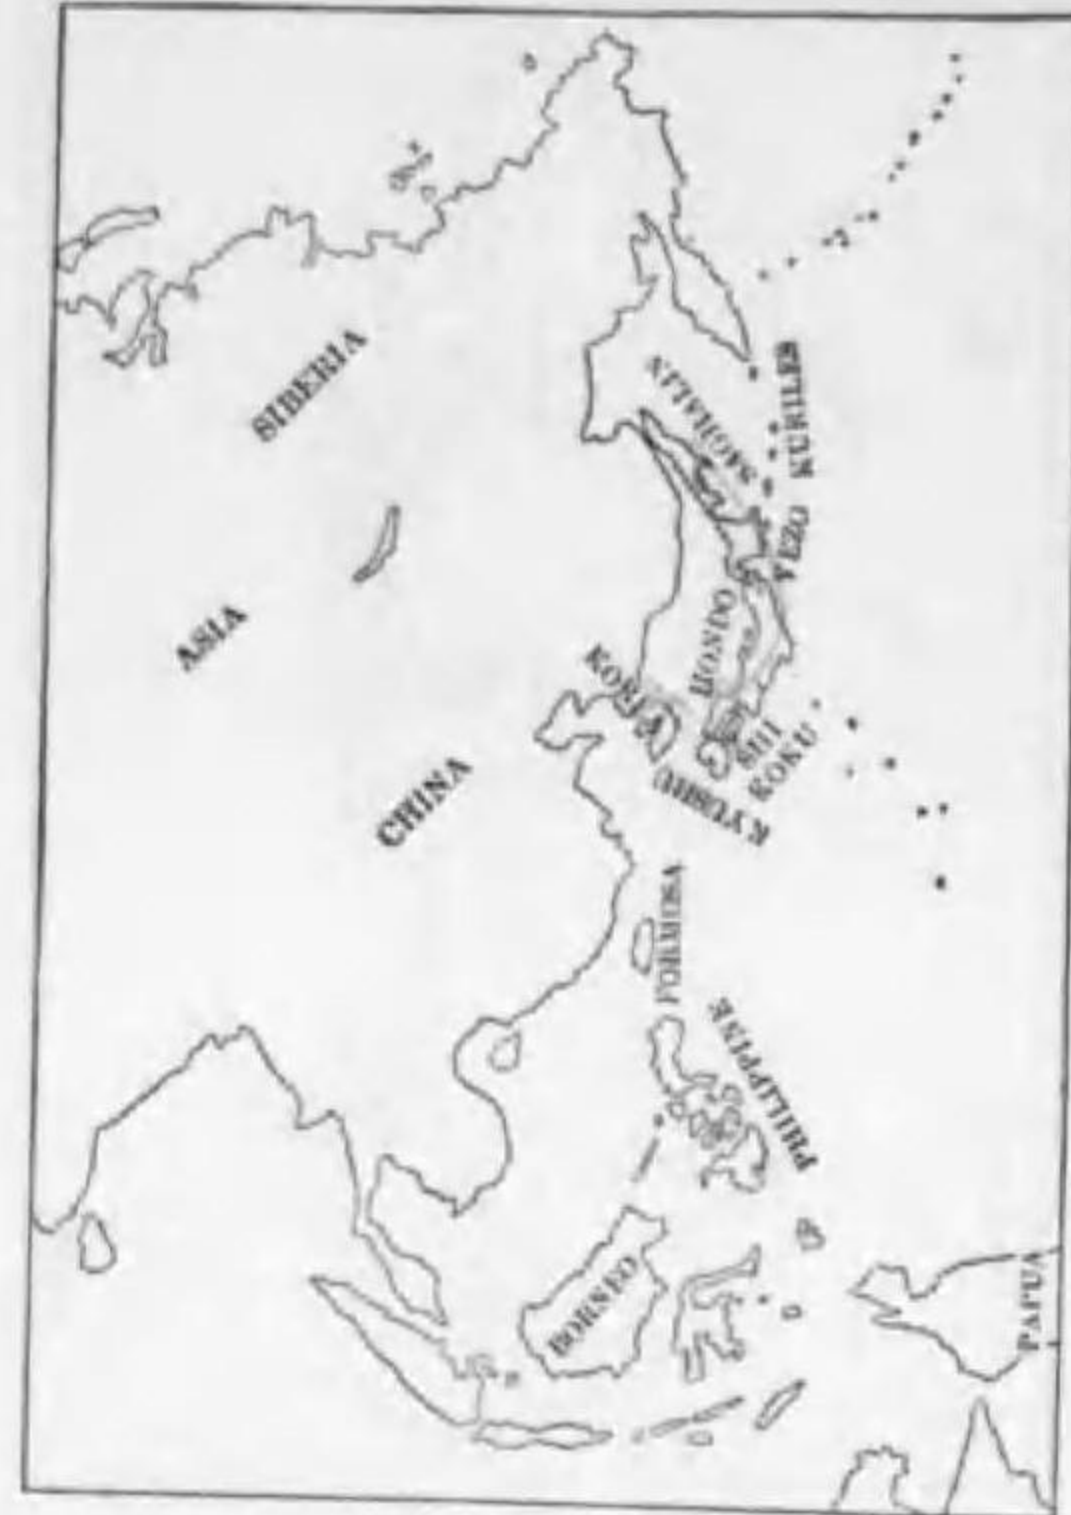 SIBERIA
ASIA
CHINA
SAGHALIN
KURILES
YEZO
HONDO
KOREA
SHI
KOKU
KYUSHU
FORMOSA
PHILIPPINE
BORNEO
PAPUA